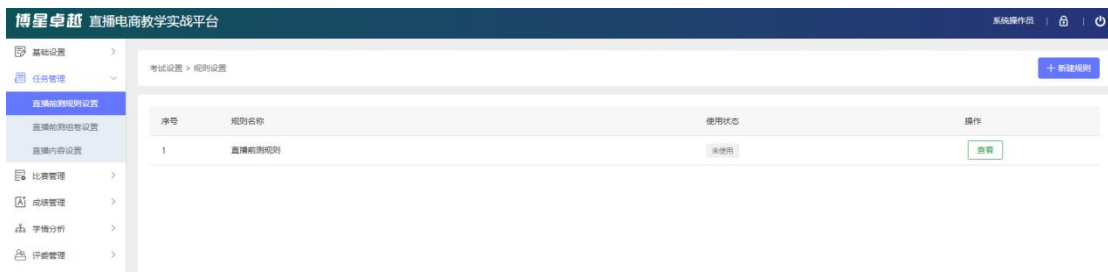 博星卓越 直播电商教学实战平台
系统操作员
基础设置
任务管理
直播前测规则设置
直播前测组卷设置
直播内容设置
比赛管理
成绩管理
学情分析
评委管理
考试设置 > 规则设置
+ 新建规则
序号 规则名称 使用状态 操作
1 直播前测规则 未使用 查看